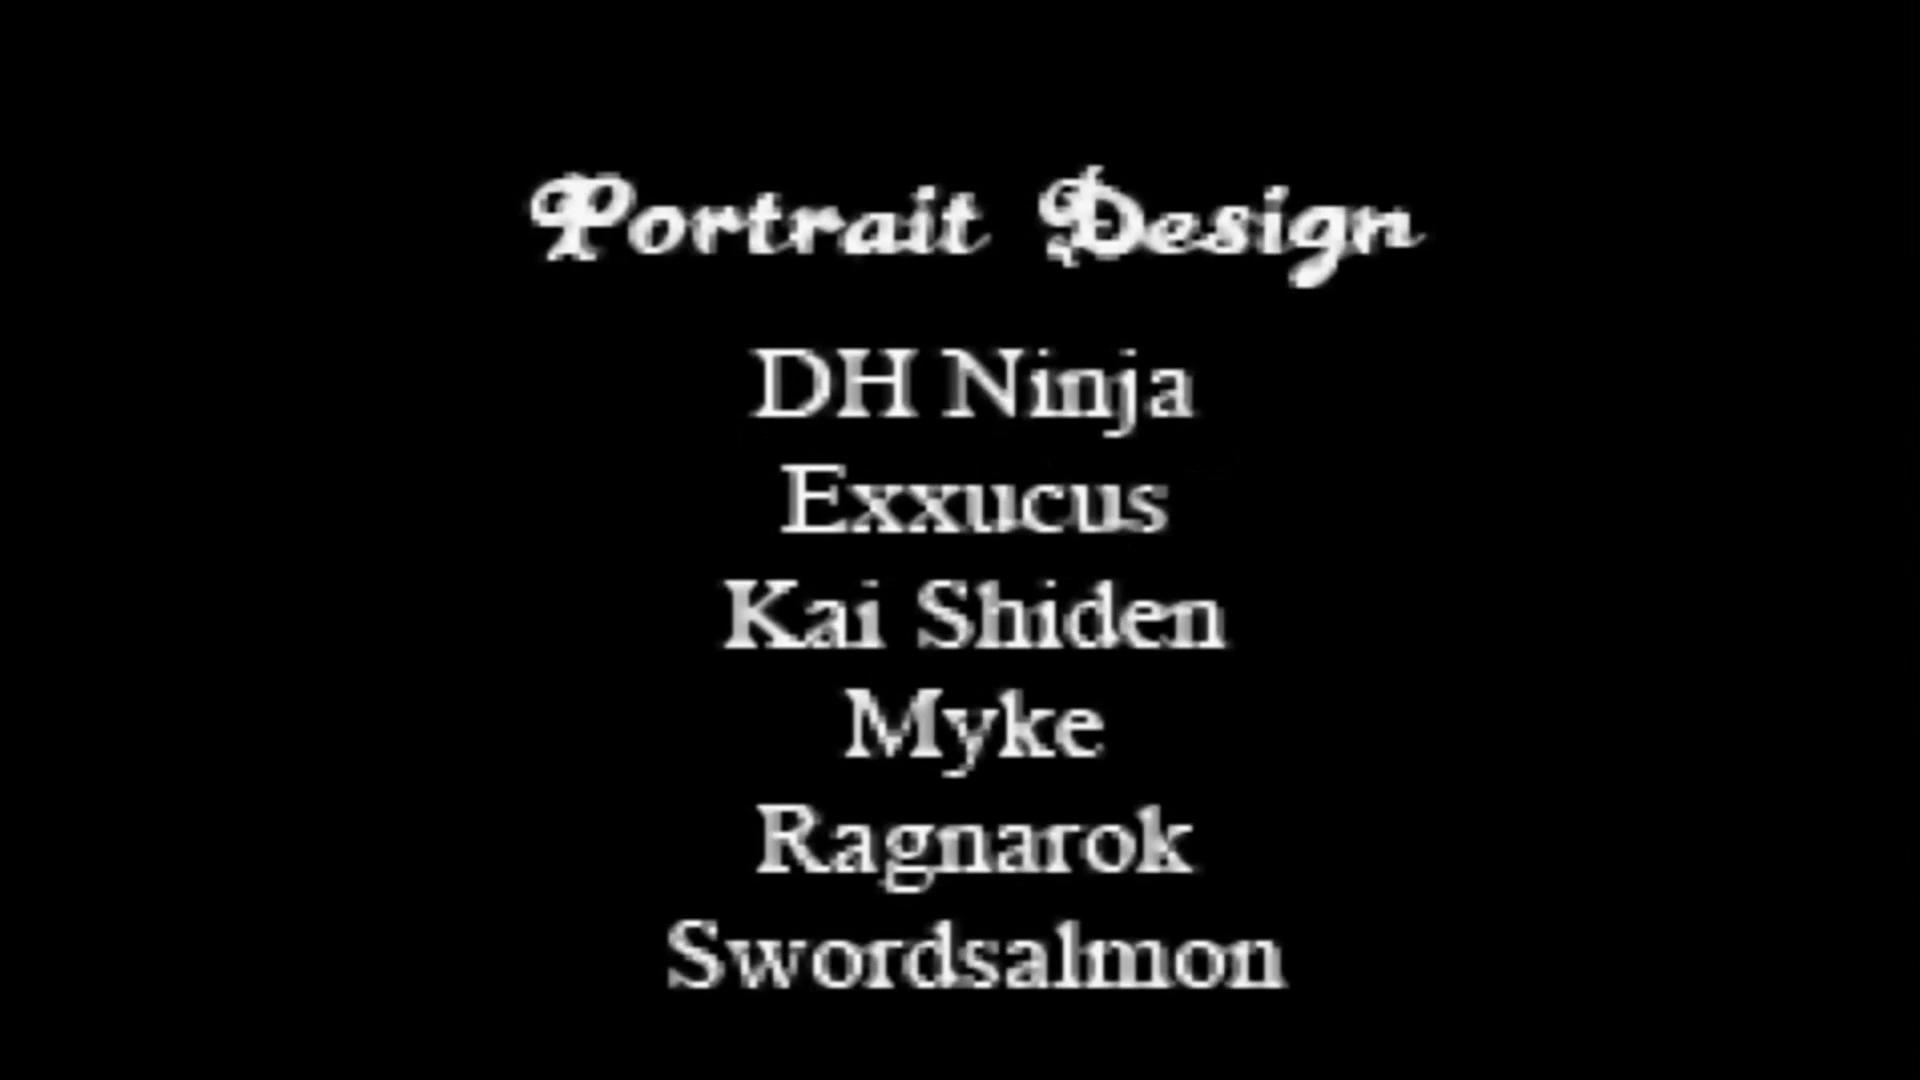 Portrait Design
DH Ninja
Exxucus
Kai Shiden
Myke
Ragnarok
Swordsalmon